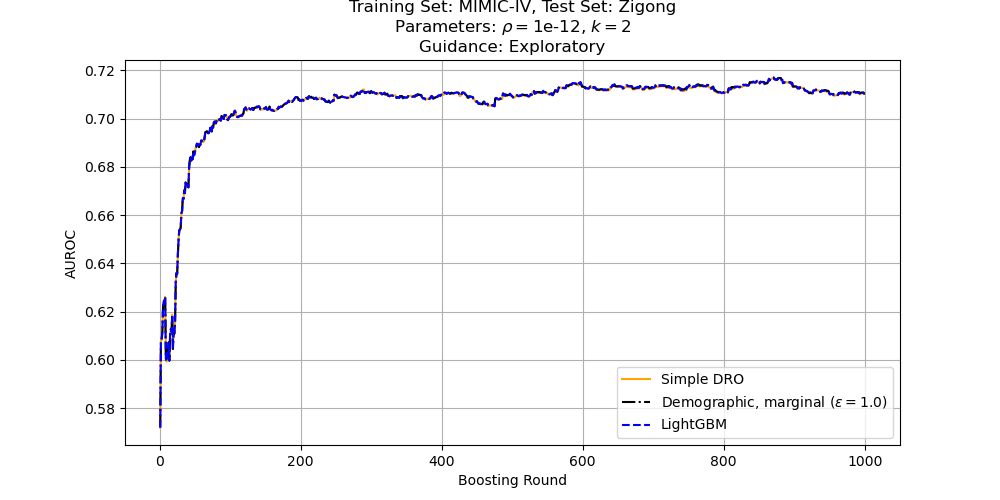 Training Set: MIMIC-IV, Test Set: Zigong
Parameters: ρ = 1e-12, k = 2
Guidance: Exploratory
0.72
0.70
0.68
0.66
0.64
0.62
0.60
0.58
AUROC
Simple DRO
Demographic, marginal (ε = 1.0)
LightGBM
0 200 400 600 800 1000
Boosting Round